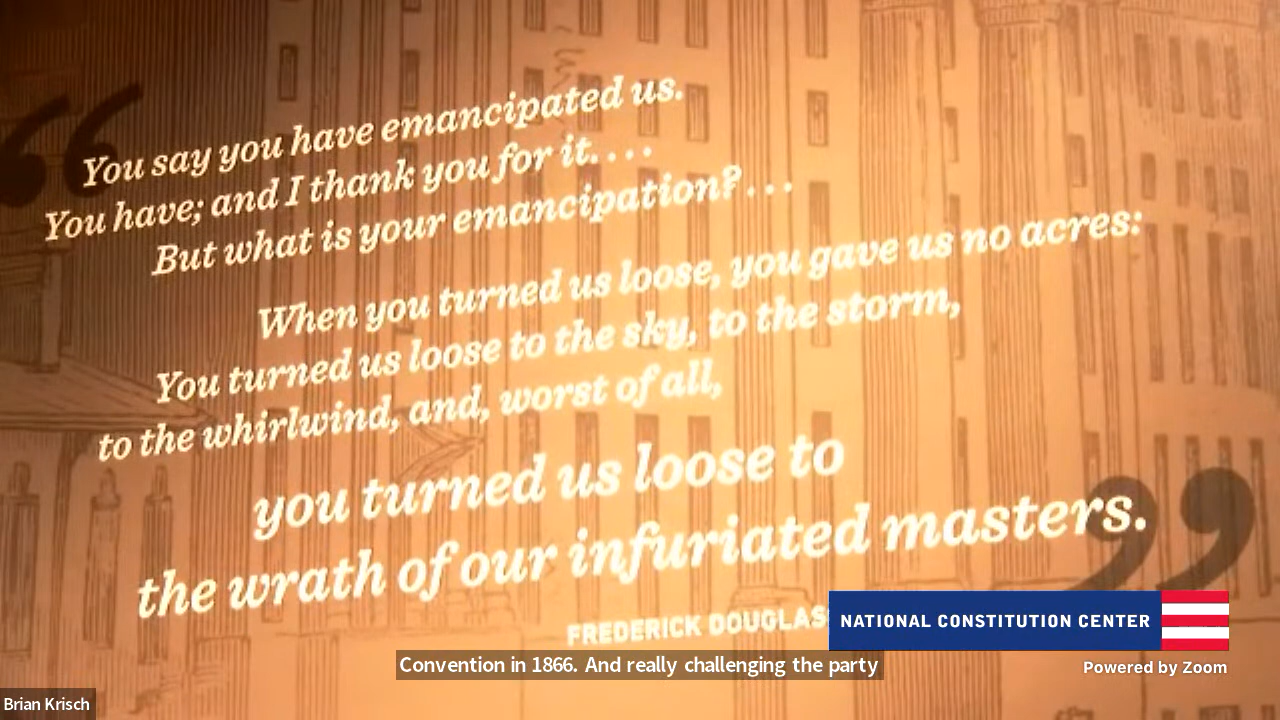 “
You say you have emancipated us.
You have; and I thank you for it....
But what is your emancipation?...
When you turned us loose, you gave us no acres:
You turned us loose to the sky, to the storm,
to the whirlwind, and, worst of all,
you turned us loose to
the wrath of our infuriated masters.
”
FREDERICK DOUGLAS
NATIONAL CONSTITUTION CENTER
Convention in 1866. And really challenging the party
Powered by Zoom
Brian Krisch